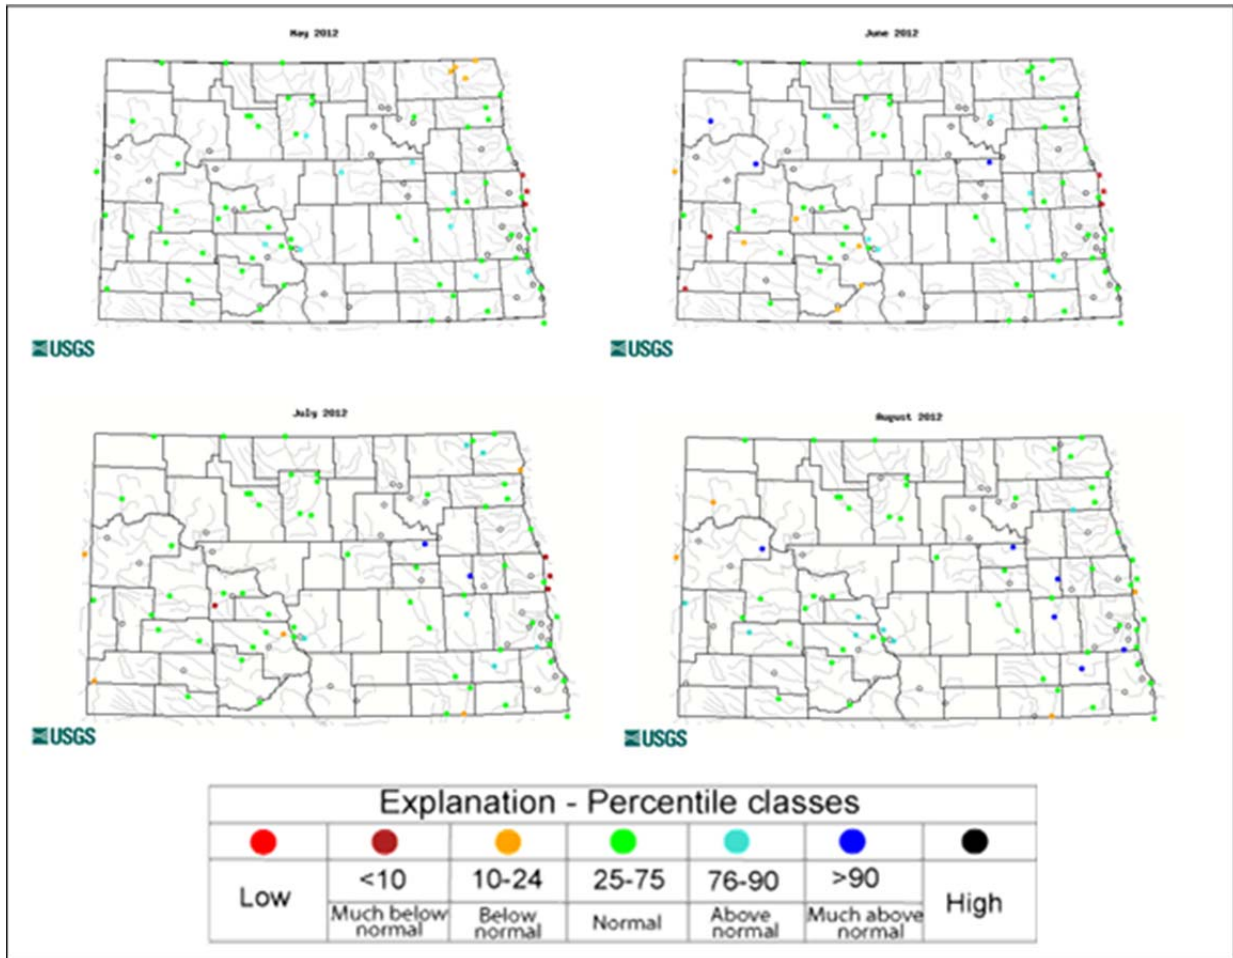 May 2012
June 2012
USGS
USGS
July 2012
August 2012
USGS
USGS
Explanation - Percentile classes
Low
<10
10-24
25-75
76-90
>90
High
Much below
normal
Below
normal
Normal
Above
normal
Much above
normal